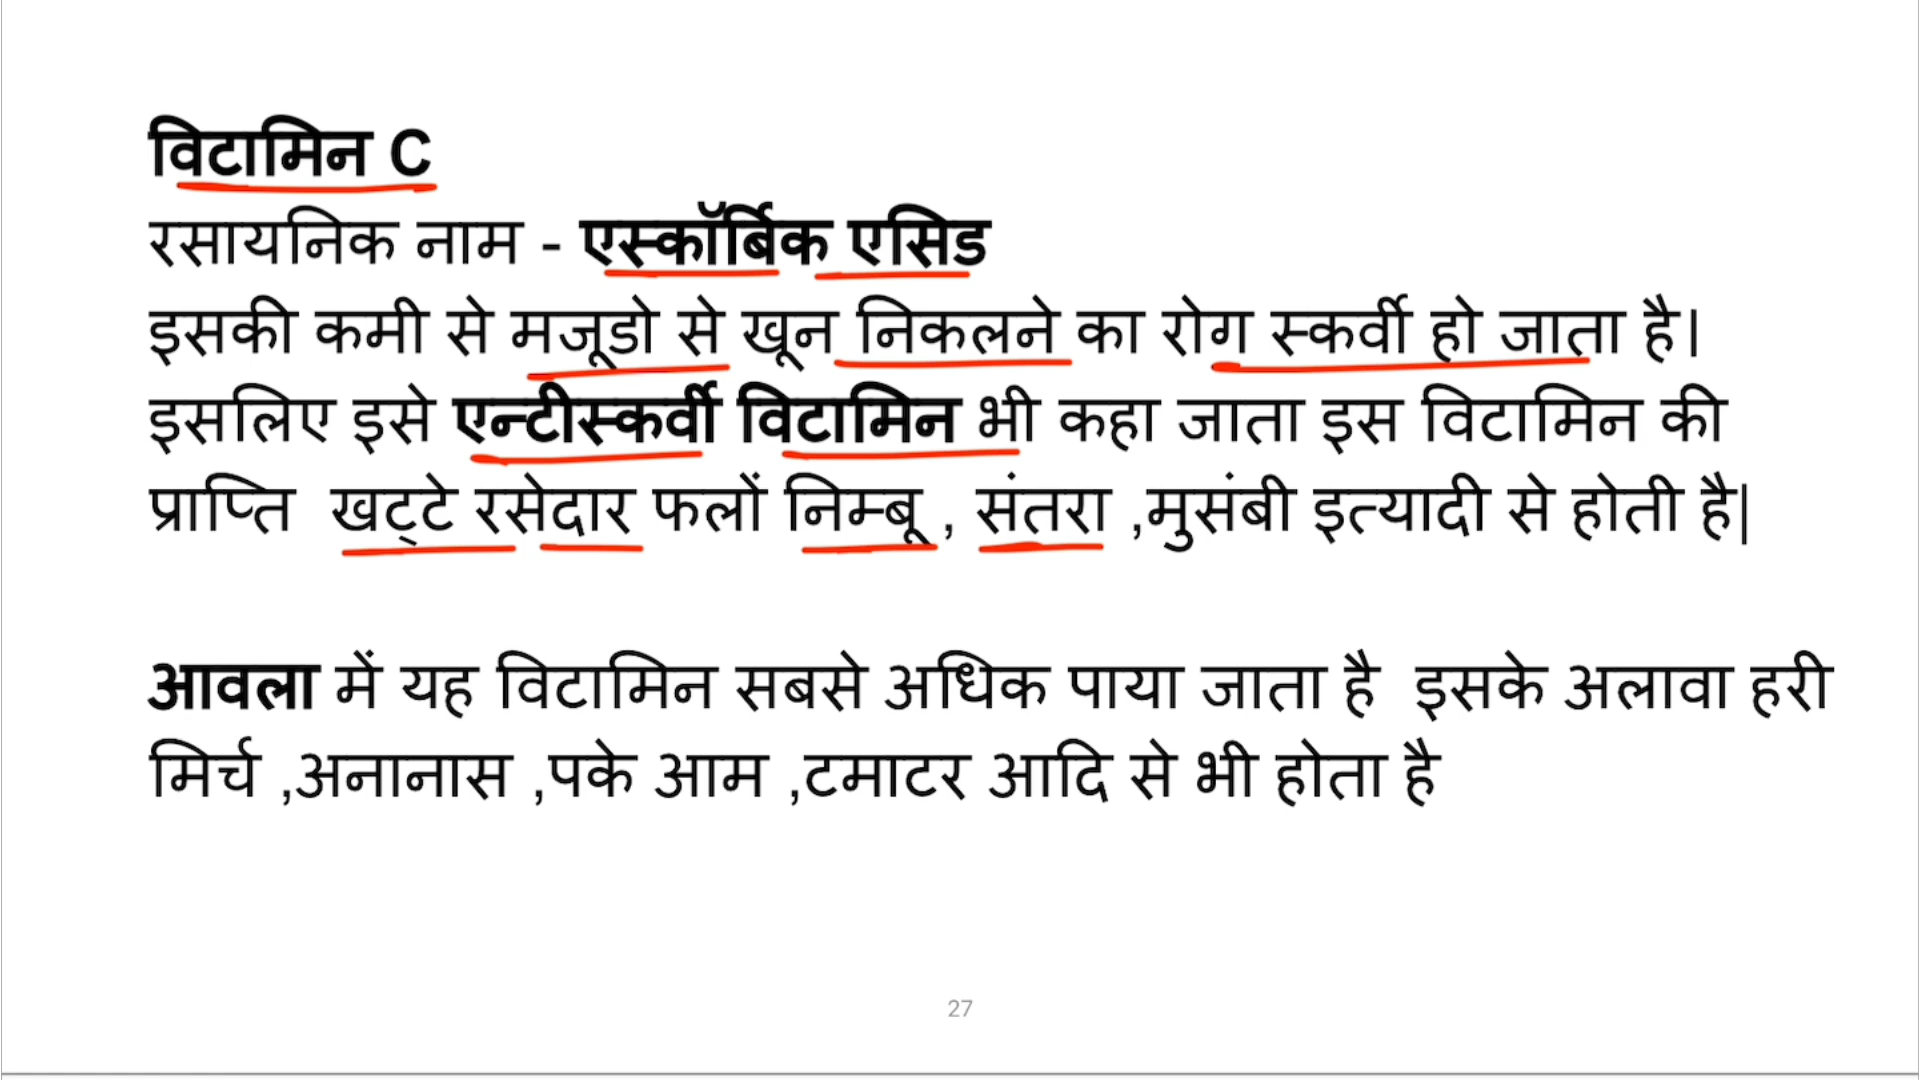 विटामिन C
रसायनिक नाम - एस्कॉर्बिक एसिड
इसकी कमी से मजूडो से खून निकलने का रोग स्कर्वी हो जाता है।
इसलिए इसे एन्टीस्कर्वी विटामिन भी कहा जाता इस विटामिन की
प्राप्ति  खट्टे रसेदार फलों निम्बू , संतरा ,मुसंबी इत्यादी से होती है|
आवला में यह विटामिन सबसे अधिक पाया जाता है  इसके अलावा हरी
मिर्च ,अनानास ,पके आम ,टमाटर आदि से भी होता है
27